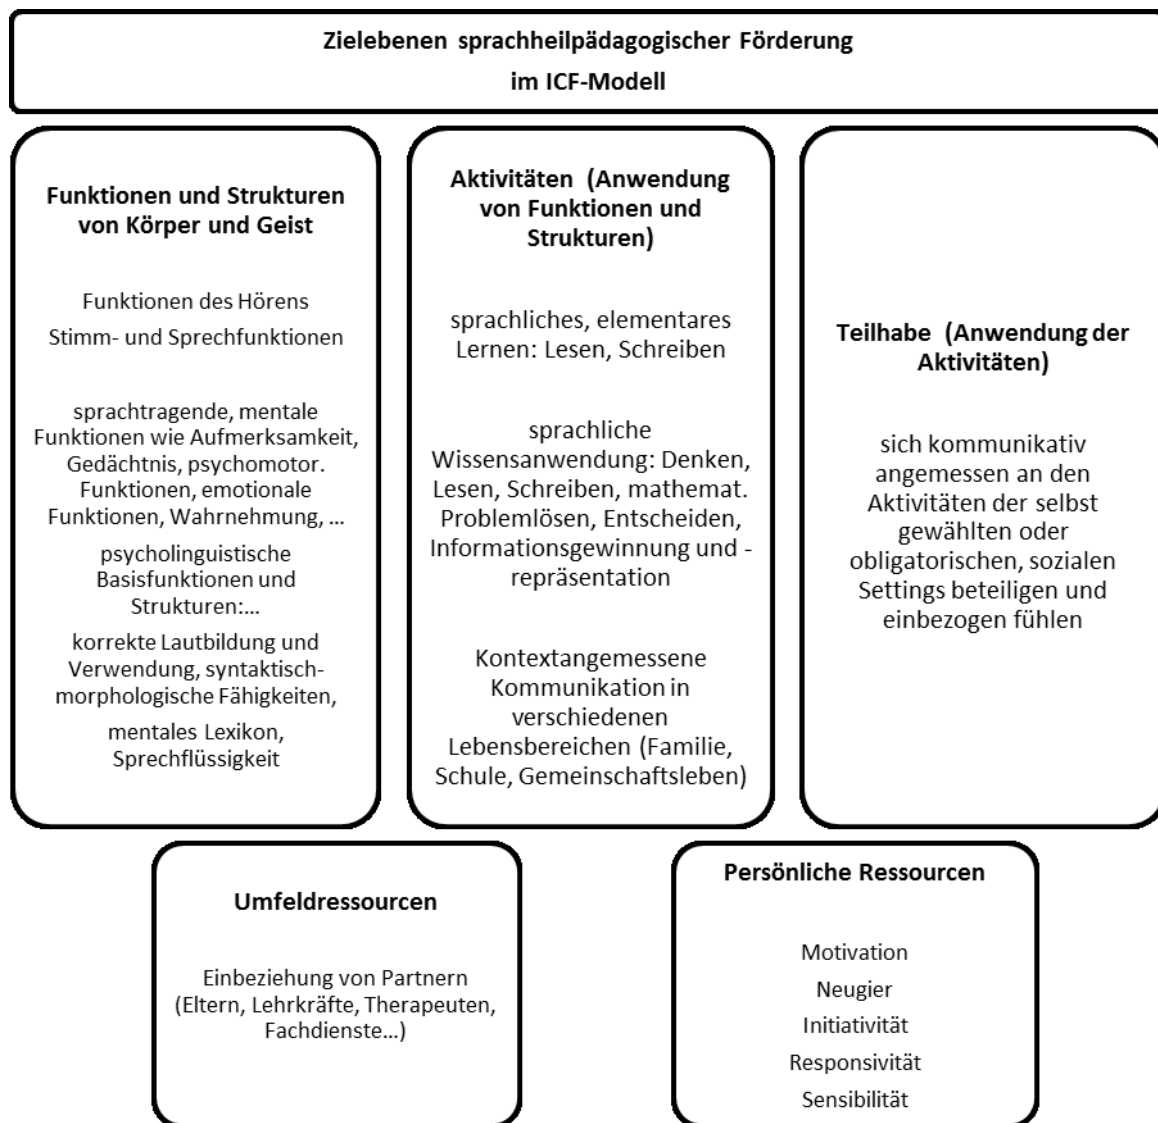 Zielebenen sprachheilpädagogischer Förderung
im ICF-Modell
Funktionen und Strukturen
von Körper und Geist
Funktionen des Hörens
Stimm- und Sprechfunktionen
sprachtragende, mentale
Funktionen wie Aufmerksamkeit,
Gedächtnis, psychomotor.
Funktionen, emotionale
Funktionen, Wahrnehmung, ...
psycholinguistische
Basisfunktionen und
Strukturen:...
korrekte Lautbildung und
Verwendung, syntaktisch-
morphologische Fähigkeiten,
mentales Lexikon,
Sprechflüssigkeit
Aktivitäten (Anwendung
von Funktionen und
Strukturen)
sprachliches, elementares
Lernen: Lesen, Schreiben
sprachliche
Wissensanwendung: Denken,
Lesen, Schreiben, mathemat.
Problemlösen, Entscheiden,
Informationsgewinnung und -
repräsentation
Kontextangemessene
Kommunikation in
verschiedenen
Lebensbereichen (Familie,
Schule, Gemeinschaftsleben)
Teilhabe (Anwendung der
Aktivitäten)
sich kommunikativ
angemessen an den
Aktivitäten der selbst
gewählten oder
obligatorischen, sozialen
Settings beteiligen und
einbezogen fühlen
Umfeldressourcen
Einbeziehung von Partnern
(Eltern, Lehrkräfte, Therapeuten,
Fachdienste...)
Persönliche Ressourcen
Motivation
Neugier
Initiativität
Responsivität
Sensibilität